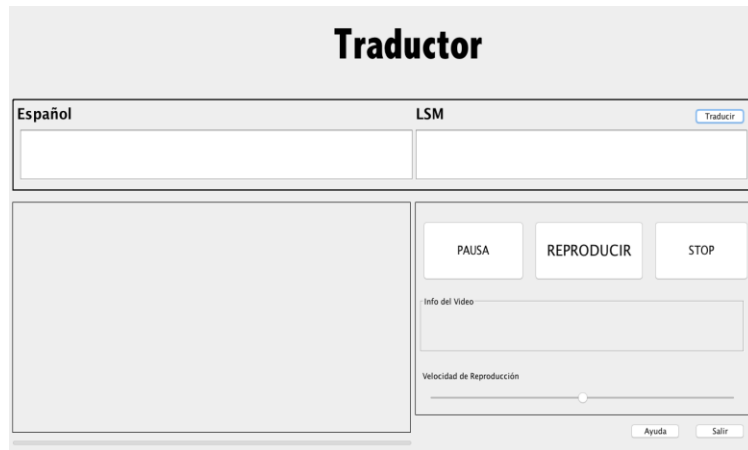 Traductor
Español
LSM
Traducir
PAUSA
REPRODUCIR
STOP
Info del Video
Velocidad de Reproducción
Ayuda
Salir